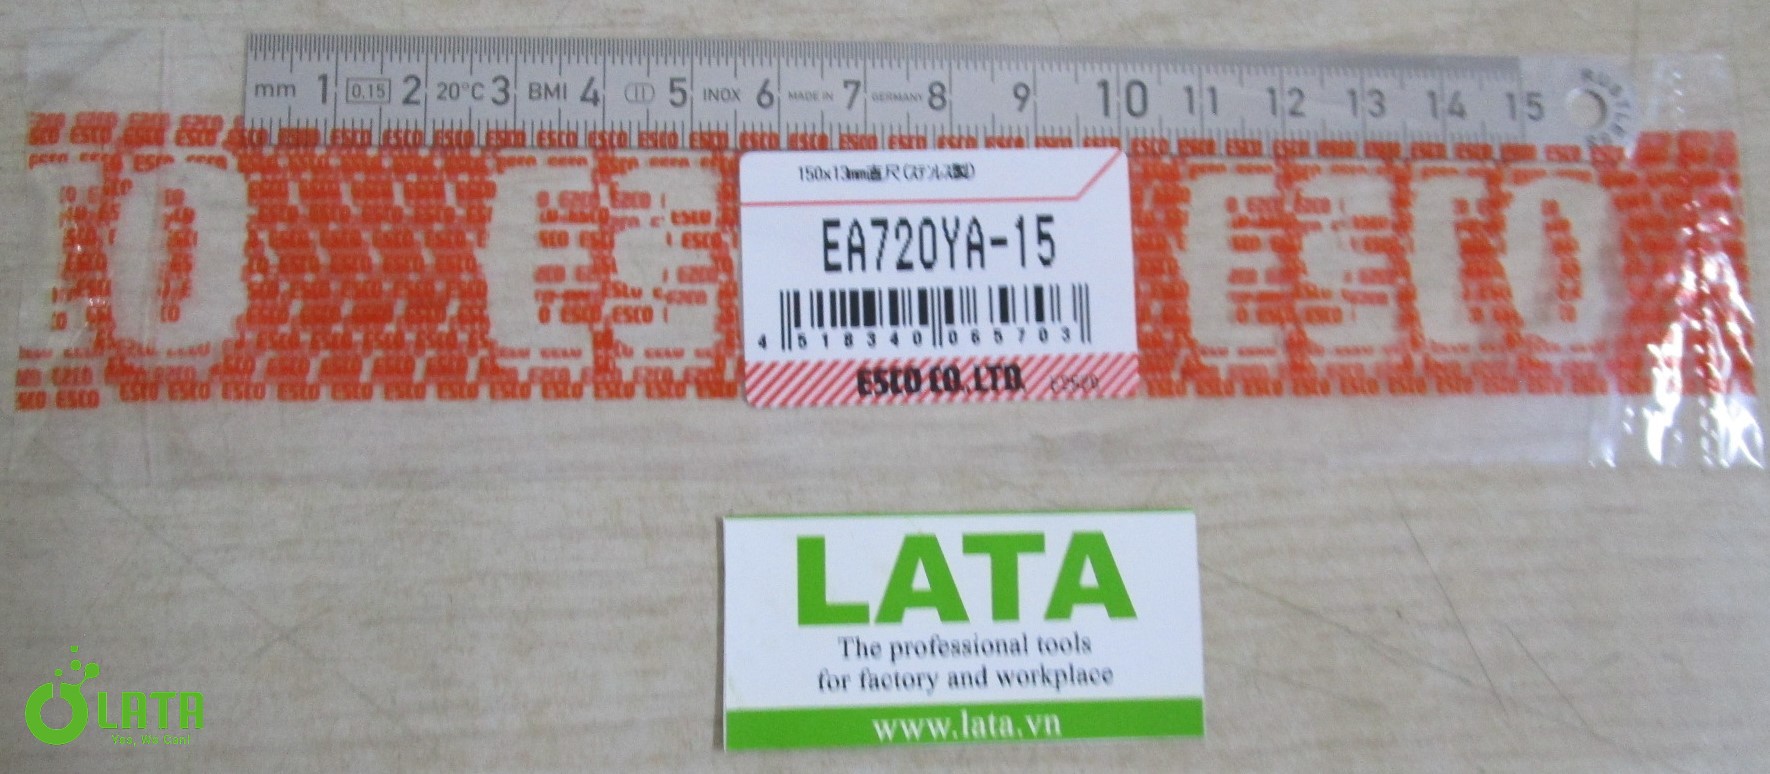 mm 1 0.15 2 20°C 3 BMI 4 II 5 INOX 6 MADE IN 7 GERMANY 8 9 10 11 12 13 14 15
150x13mm直尺(ステンレス製)
EA720YA-15
4 518340 065703
ESCO CO.,LTD.
ESCO
LATA
The professional tools
for factory and workplace
www.lata.vn
LATA
Yes, We Can!